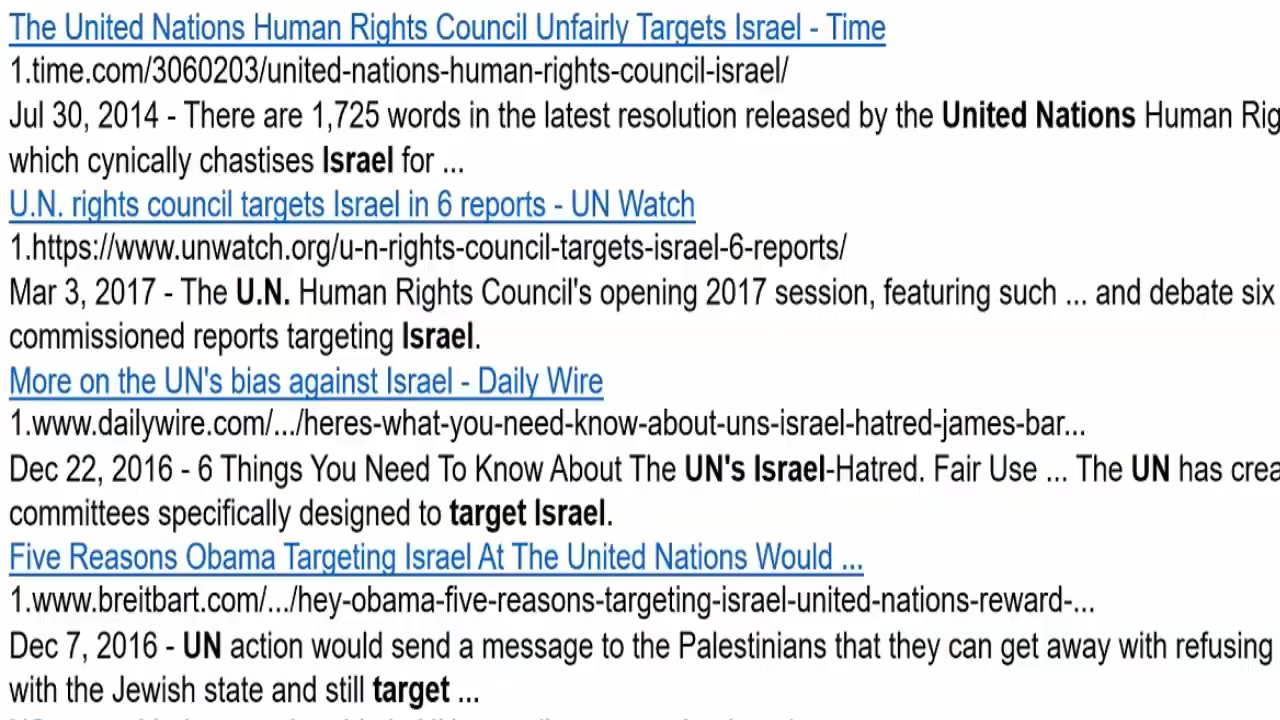 The United Nations Human Rights Council Unfairly Targets Israel - Time
1.time.com/3060203/united-nations-human-rights-council-israel/
Jul 30, 2014 - There are 1,725 words in the latest resolution released by the United Nations Human Rig
which cynically chastises Israel for ...
U.N. rights council targets Israel in 6 reports - UN Watch
1.https://www.unwatch.org/u-n-rights-council-targets-israel-6-reports/
Mar 3, 2017 - The U.N. Human Rights Council's opening 2017 session, featuring such ... and debate six
commissioned reports targeting Israel.
More on the UN's bias against Israel - Daily Wire
1.www.dailywire.com/.../heres-what-you-need-know-about-uns-israel-hatred-james-bar...
Dec 22, 2016 - 6 Things You Need To Know About The UN's Israel-Hatred. Fair Use ... The UN has crea
committees specifically designed to target Israel.
Five Reasons Obama Targeting Israel At The United Nations Would ...
1.www.breitbart.com/.../hey-obama-five-reasons-targeting-israel-united-nations-reward-...
Dec 7, 2016 - UN action would send a message to the Palestinians that they can get away with refusing
with the Jewish state and still target ...